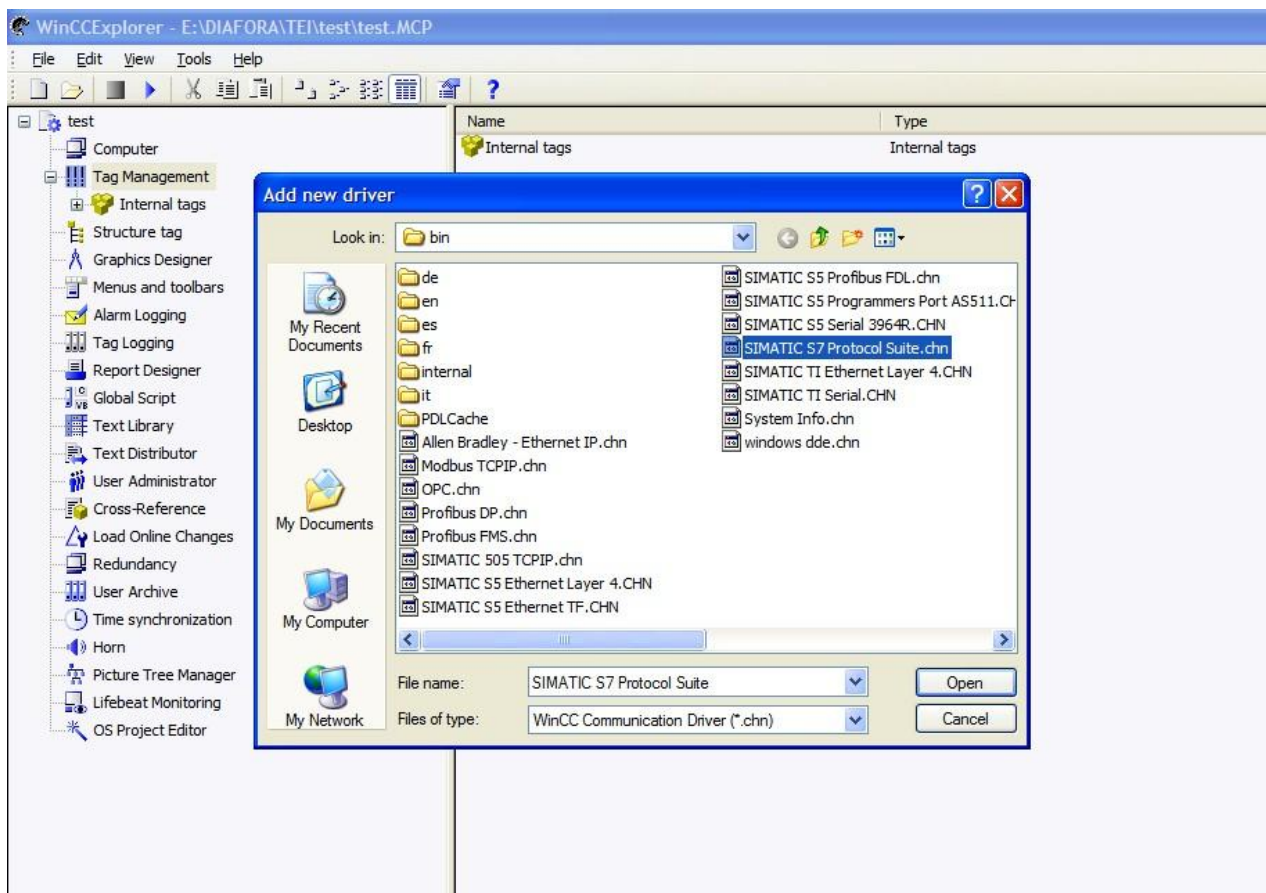 WinCCExplorer - E:\DIAFORA\TEI\test\test.MCP
File Edit View Tools Help
test
Computer
Tag Management
Internal tags
Structure tag
Graphics Designer
Menus and toolbars
Alarm Logging
Tag Logging
Report Designer
Global Script
Text Library
Text Distributor
User Administrator
Cross-Reference
Load Online Changes
Redundancy
User Archive
Time synchronization
Horn
Picture Tree Manager
Lifebeat Monitoring
OS Project Editor
Name Type
Internal tags Internal tags
Add new driver
Look in: bin
My Recent
Documents
Desktop
My Documents
My Computer
My Network
de
en
es
fr
internal
it
PDLCache
Allen Bradley - Ethernet IP.chn
Modbus TCPIP.chn
OPC.chn
Profibus DP.chn
Profibus FMS.chn
SIMATIC 505 TCPIP.chn
SIMATIC S5 Ethernet Layer 4.CHN
SIMATIC S5 Ethernet TF.CHN
SIMATIC S5 Profibus FDL.chn
SIMATIC S5 Programmers Port AS511.CH
SIMATIC S5 Serial 3964R.CHN
SIMATIC S7 Protocol Suite.chn
SIMATIC TI Ethernet Layer 4.CHN
SIMATIC TI Serial.CHN
System Info.chn
windows dde.chn
File name: SIMATIC S7 Protocol Suite Open
Files of type: WinCC Communication Driver (*.chn) Cancel